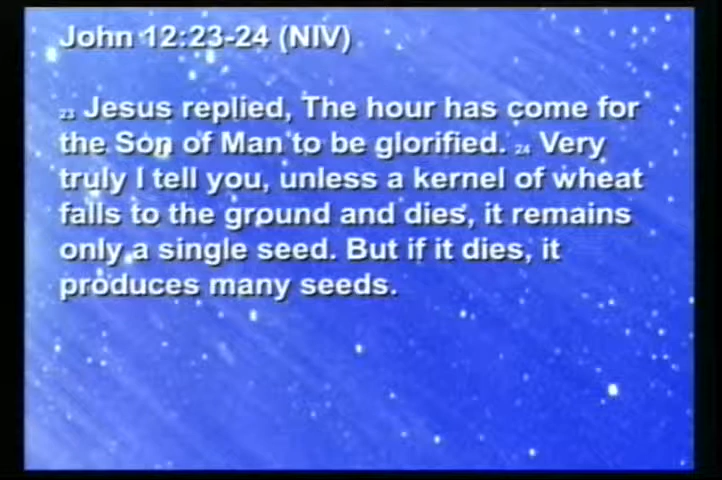 John 12:23-24 (NIV)
23 Jesus replied, The hour has come for
the Son of Man to be glorified. 24 Very
truly I tell you, unless a kernel of wheat
falls to the ground and dies, it remains
only a single seed. But if it dies, it
produces many seeds.